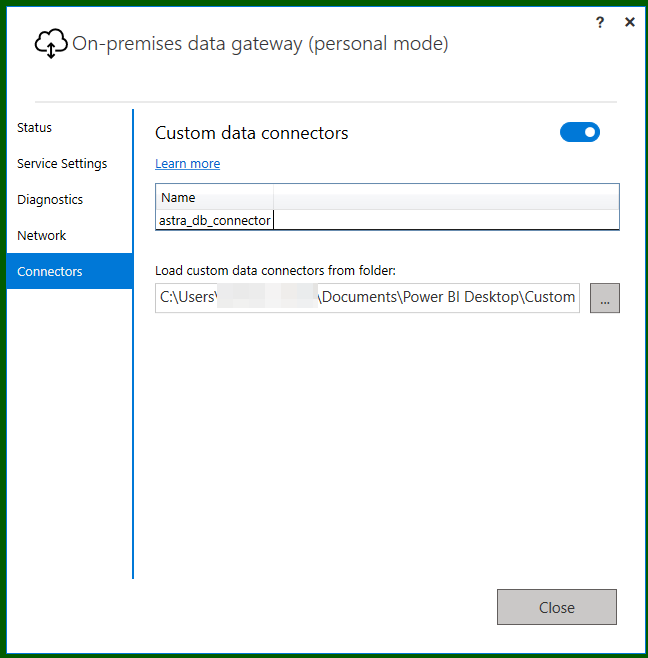 ? ×
On-premises data gateway (personal mode)
Status
Service Settings
Diagnostics
Network
Connectors
Custom data connectors
Learn more
Name
astra_db_connector
Load custom data connectors from folder:
C:\Users\ \Documents\Power BI Desktop\Custom
...
Close